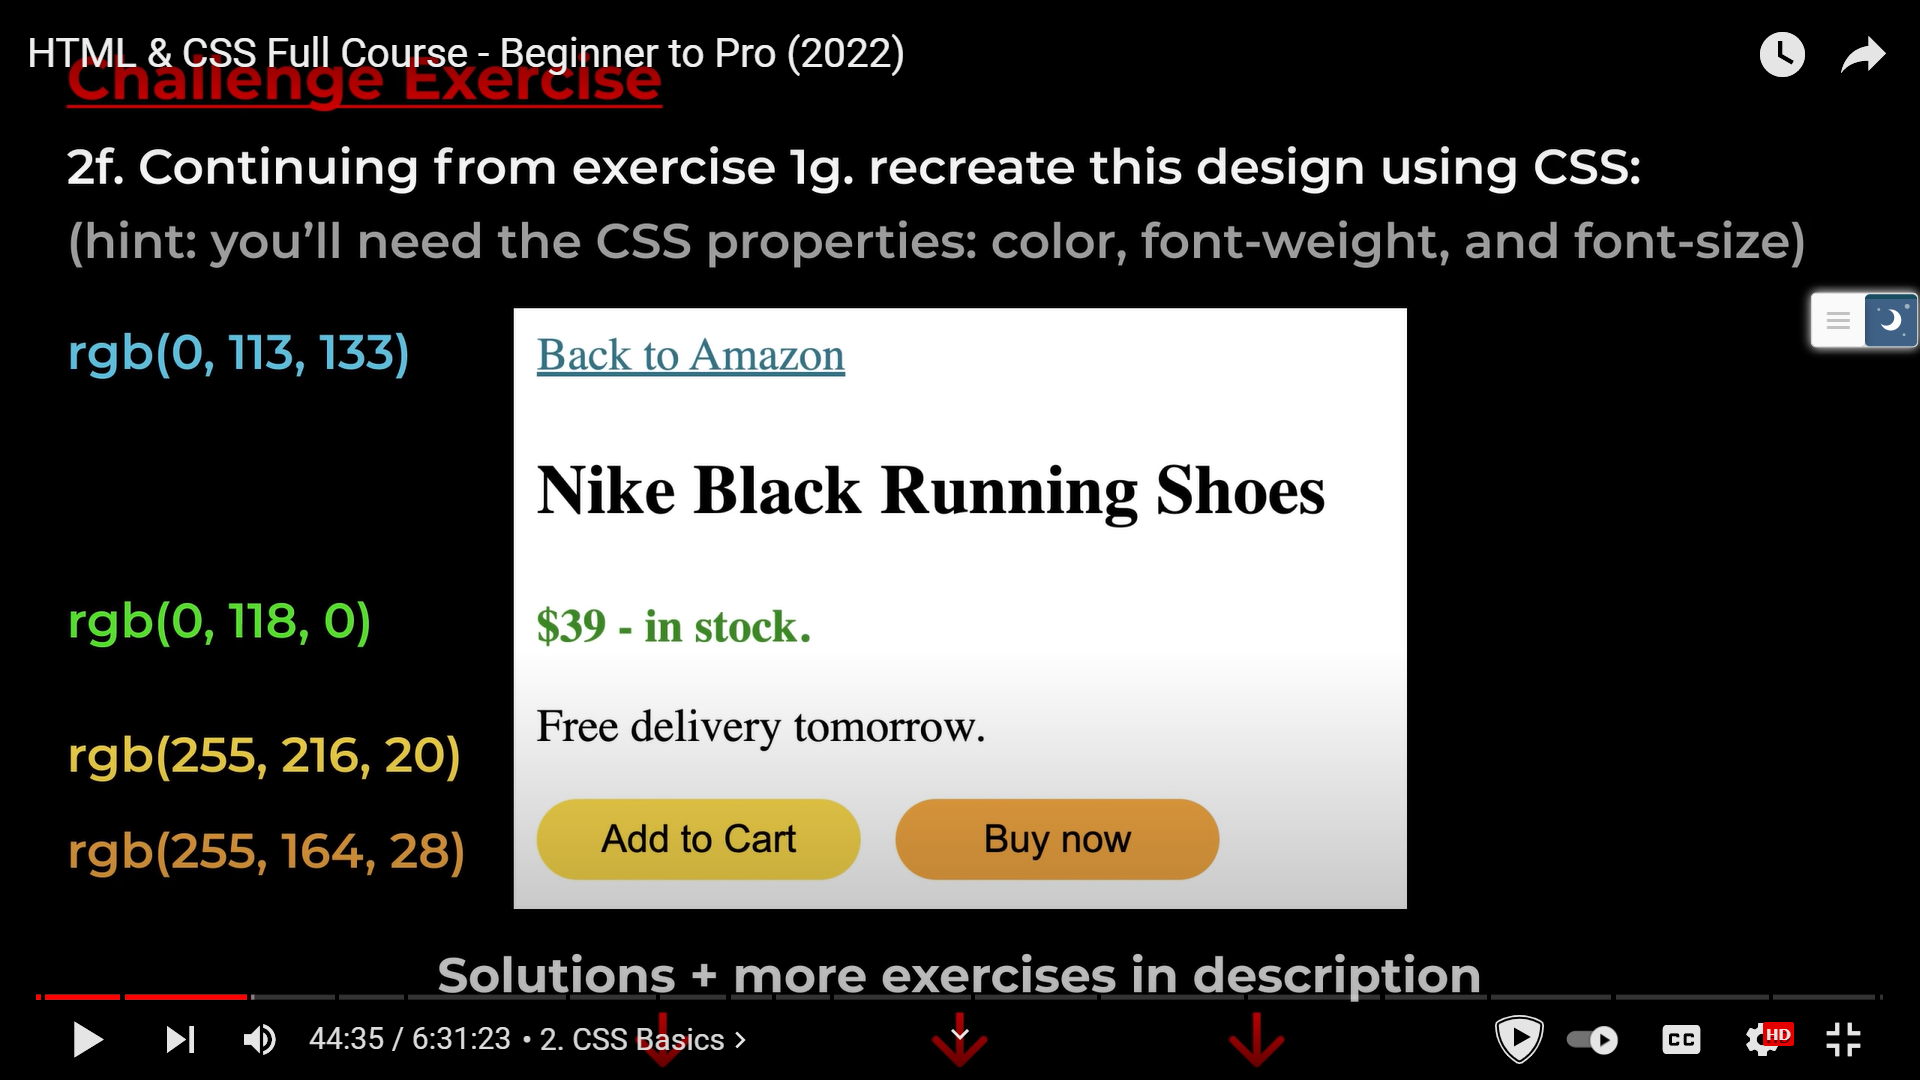 HTML & CSS Full Course - Beginner to Pro (2022)
Challenge Exercise
2f. Continuing from exercise 1g. recreate this design using CSS:
(hint: you’ll need the CSS properties: color, font-weight, and font-size)
rgb(0, 113, 133)
Back to Amazon
Nike Black Running Shoes
rgb(0, 118, 0)
$39 - in stock.
Free delivery tomorrow.
rgb(255, 216, 20)
rgb(255, 164, 28)
Add to Cart
Buy now
Solutions + more exercises in description
44:35 / 6:31:23 • 2. CSS Basics >
CC
HD